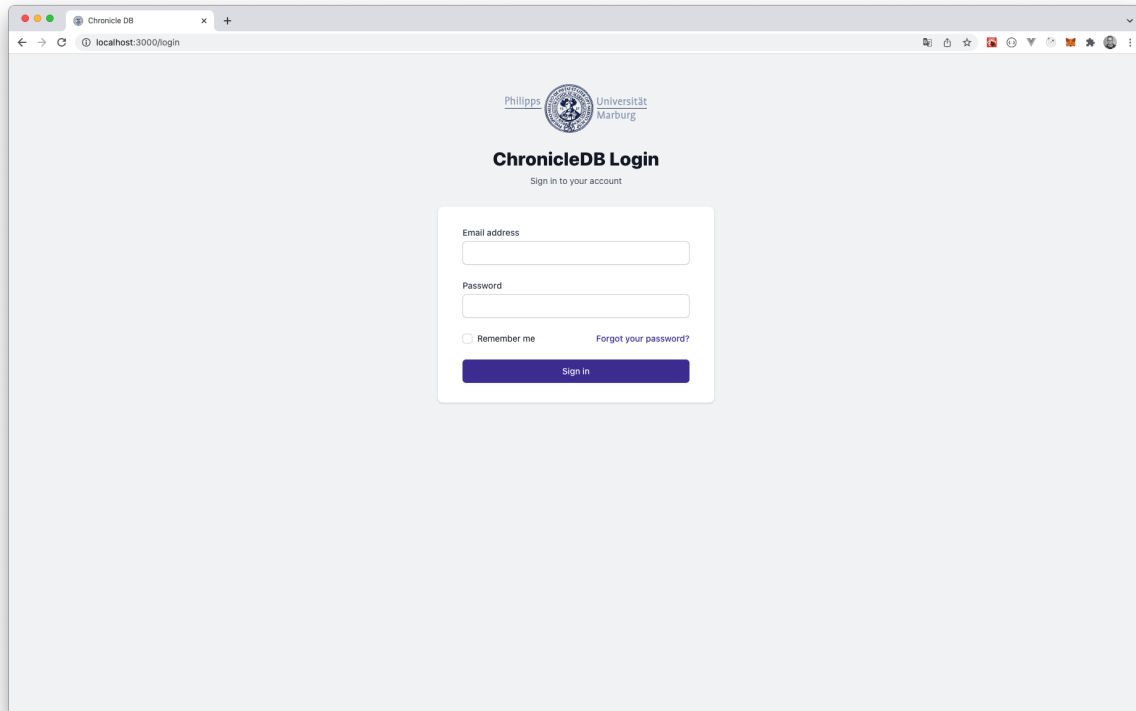 Chronicle DB
localhost:3000/login
Philipps Universität
Marburg
ChronicleDB Login
Sign in to your account
Email address
Password
Remember me Forgot your password?
Sign in